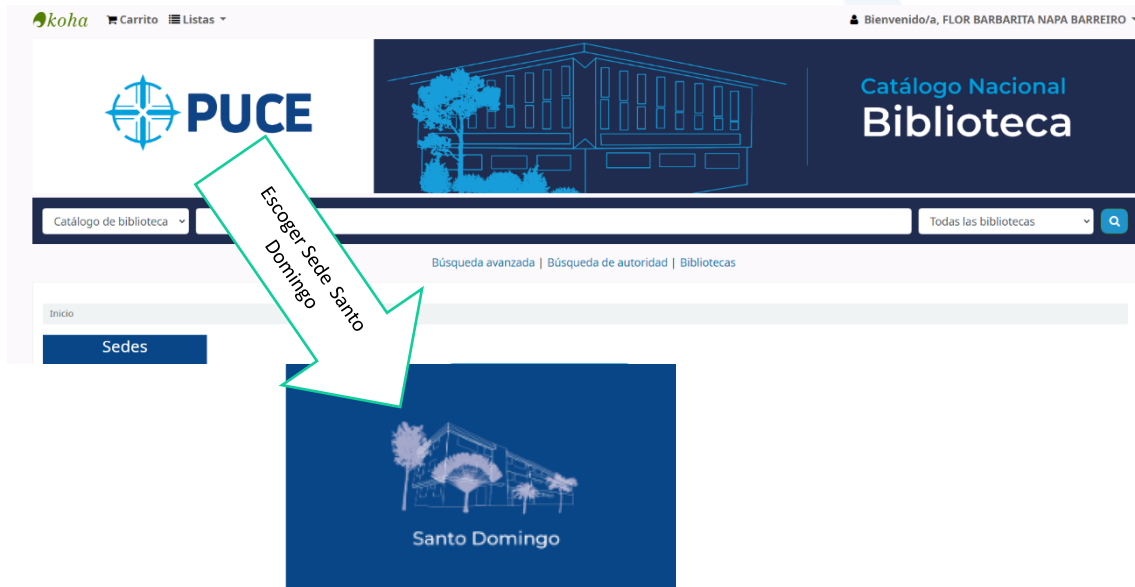 koha Carrito Listas Bienvenido/a, FLOR BARBARITA NAPA BARREIRO
PUCE
Catálogo Nacional
Biblioteca
Catálogo de biblioteca Todas las bibliotecas
Búsqueda avanzada | Búsqueda de autoridad | Bibliotecas
Inicio
Sedes
Escoger Sede Santo
Domingo
Santo Domingo